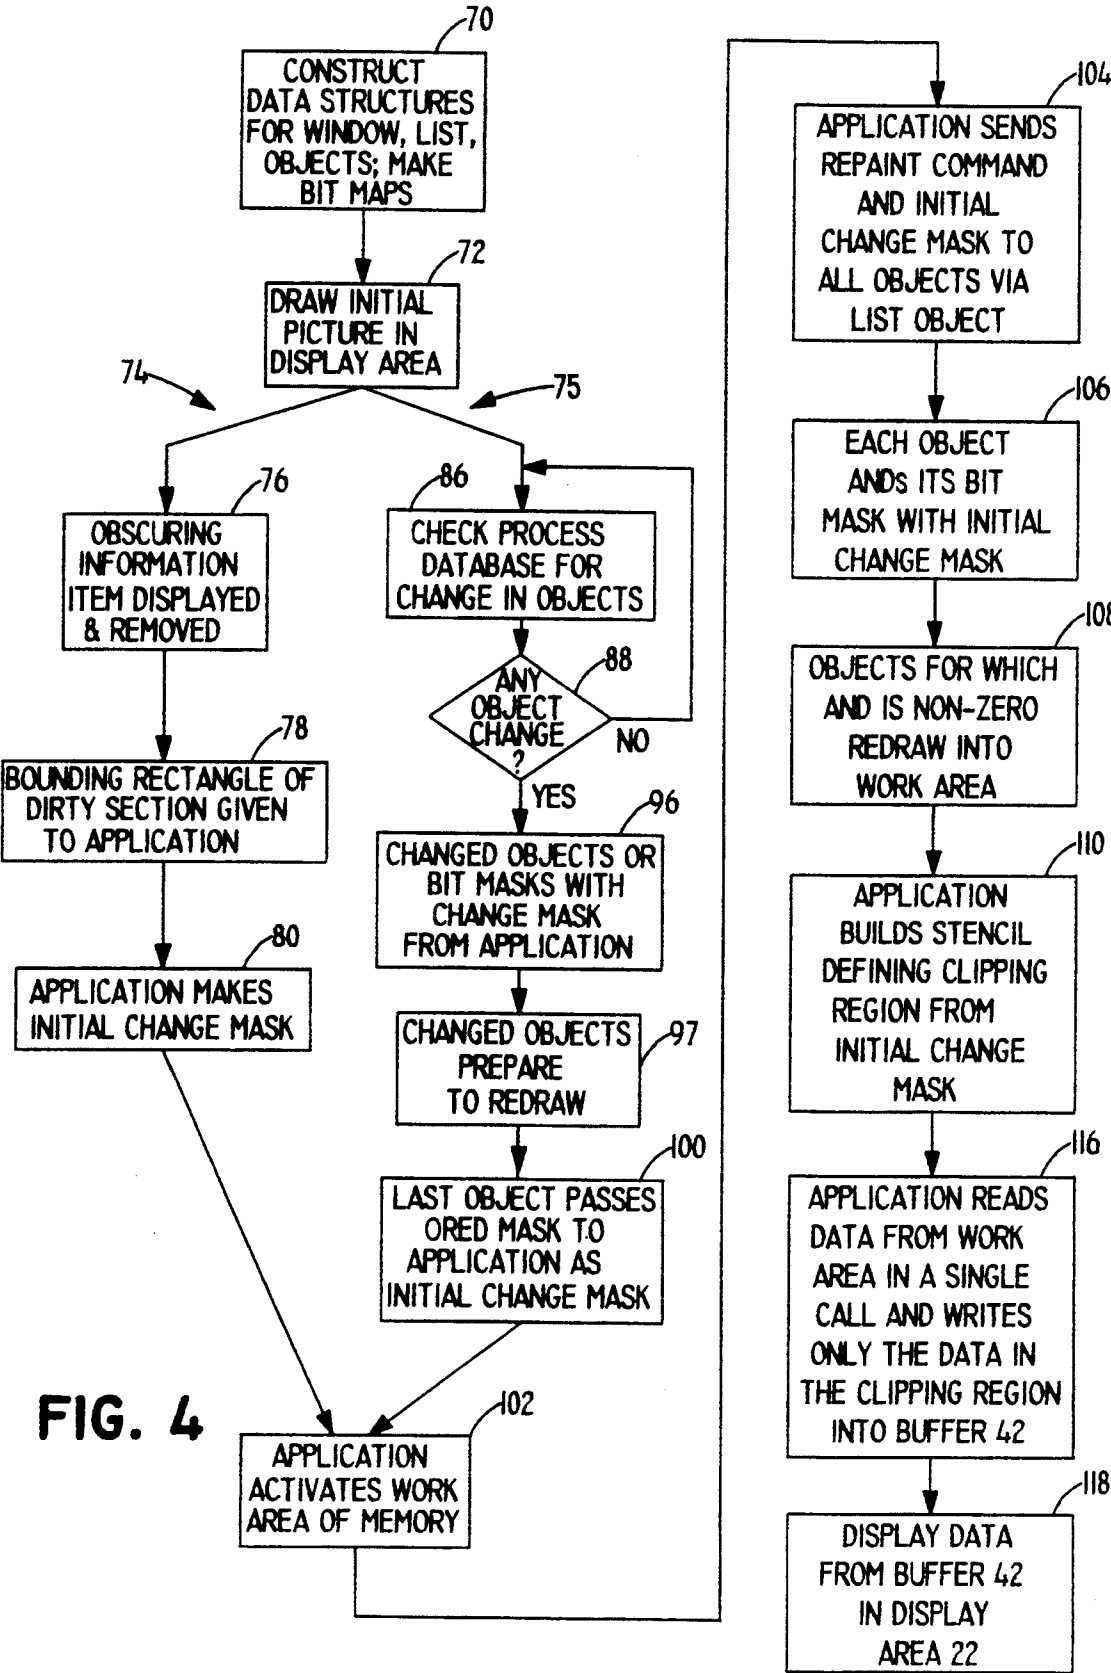 70
CONSTRUCT
DATA STRUCTURES
FOR WINDOW, LIST,
OBJECTS; MAKE
BIT MAPS
72
DRAW INITIAL
PICTURE IN
DISPLAY AREA
74
75
76
OBSCURING
INFORMATION
ITEM DISPLAYED
& REMOVED
78
BOUNDING RECTANGLE OF
DIRTY SECTION GIVEN
TO APPLICATION
80
APPLICATION MAKES
INITIAL CHANGE MASK
86
CHECK PROCESS
DATABASE FOR
CHANGE IN OBJECTS
88
ANY
OBJECT
CHANGE
?
NO
YES
96
CHANGED OBJECTS OR
BIT MASKS WITH
CHANGE MASK
FROM APPLICATION
97
CHANGED OBJECTS
PREPARE
TO REDRAW
100
LAST OBJECT PASSES
ORED MASK TO
APPLICATION AS
INITIAL CHANGE MASK
102
APPLICATION
ACTIVATES WORK
AREA OF MEMORY
FIG. 4
104
APPLICATION SENDS
REPAINT COMMAND
AND INITIAL
CHANGE MASK TO
ALL OBJECTS VIA
LIST OBJECT
106
EACH OBJECT
ANDs ITS BIT
MASK WITH INITIAL
CHANGE MASK
108
OBJECTS FOR WHICH
AND IS NON-ZERO
REDRAW INTO
WORK AREA
110
APPLICATION
BUILDS STENCIL
DEFINING CLIPPING
REGION FROM
INITIAL CHANGE
MASK
116
APPLICATION READS
DATA FROM WORK
AREA IN A SINGLE
CALL AND WRITES
ONLY THE DATA IN
THE CLIPPING REGION
INTO BUFFER 42
118
DISPLAY DATA
FROM BUFFER 42
IN DISPLAY
AREA 22